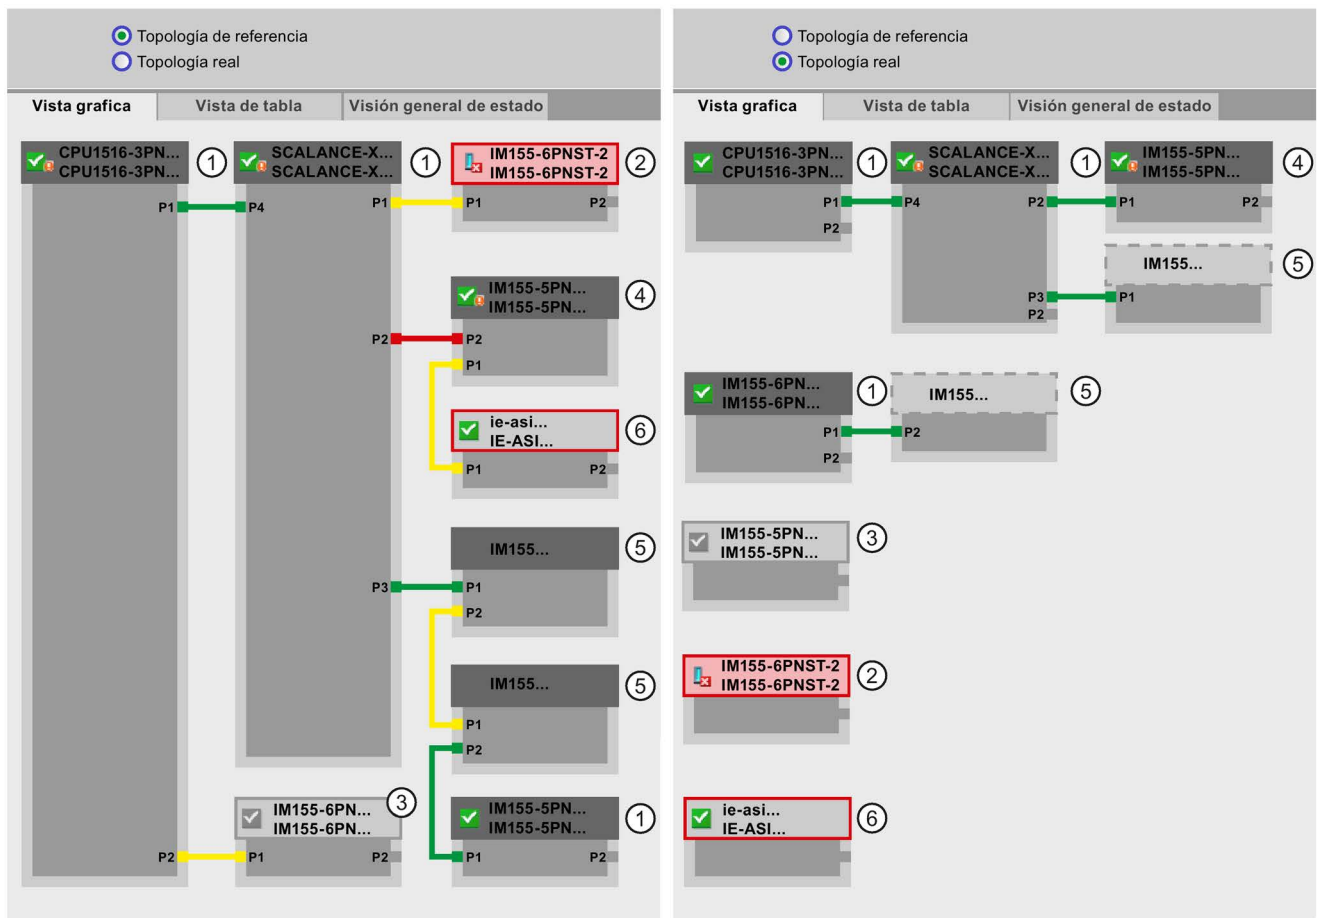 Topología de referencia
Topología real
Vista grafica
Vista de tabla
Visión general de estado
CPU1516-3PN...
CPU1516-3PN...
1
SCALANCE-X...
SCALANCE-X...
1
IM155-6PNST-2
IM155-6PNST-2
2
P1
P4
P1
P1
P2
IM155-5PN...
IM155-5PN...
4
P2
P2
P1
ie-asi...
IE-ASI...
6
P1
P2
IM155...
5
P3
P1
P2
IM155...
5
P1
P2
IM155-6PN...
IM155-6PN...
3
IM155-5PN...
IM155-5PN...
1
P2
P1
P2
P1
P2
Topología de referencia
Topología real
Vista grafica
Vista de tabla
Visión general de estado
CPU1516-3PN...
CPU1516-3PN...
1
SCALANCE-X...
SCALANCE-X...
1
IM155-5PN...
IM155-5PN...
4
P1
P4
P2
P1
P2
P2
IM155...
5
P3
P1
P2
IM155-6PN...
IM155-6PN...
1
IM155...
5
P1
P2
P2
IM155-5PN...
IM155-5PN...
3
IM155-6PNST-2
IM155-6PNST-2
2
ie-asi...
IE-ASI...
6